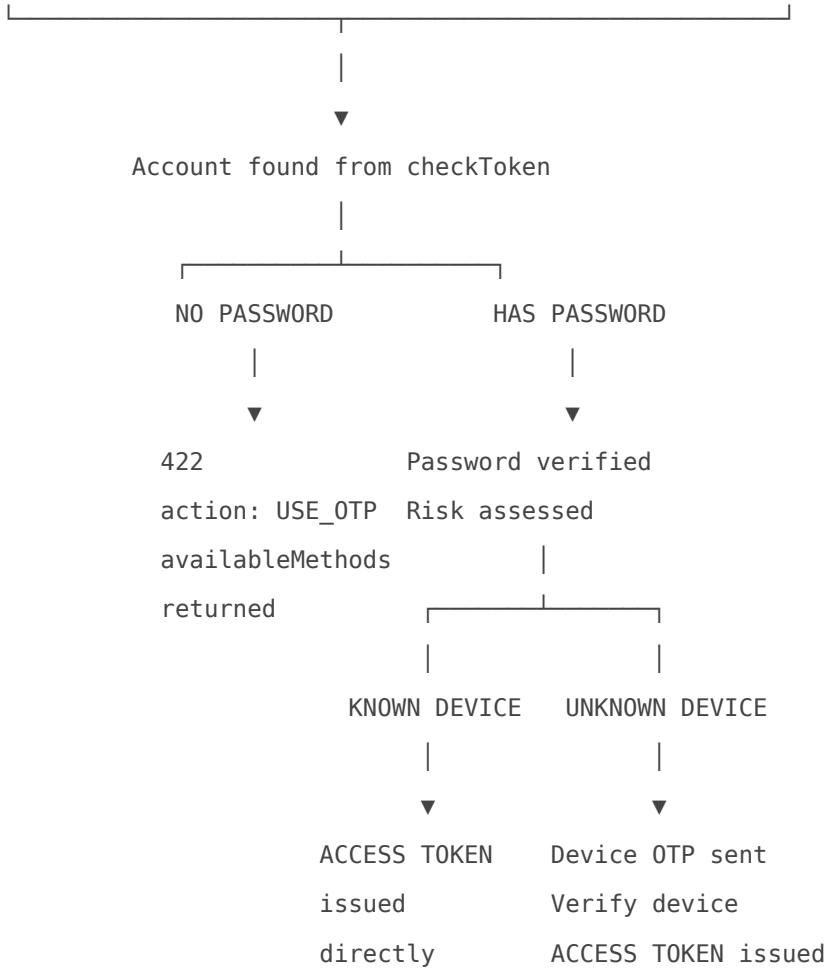 Account found from checkToken
NO PASSWORD HAS PASSWORD
422 Password verified
action: USE_OTP Risk assessed
availableMethods
returned
KNOWN DEVICE UNKNOWN DEVICE
ACCESS TOKEN Device OTP sent
issued Verify device
directly ACCESS TOKEN issued